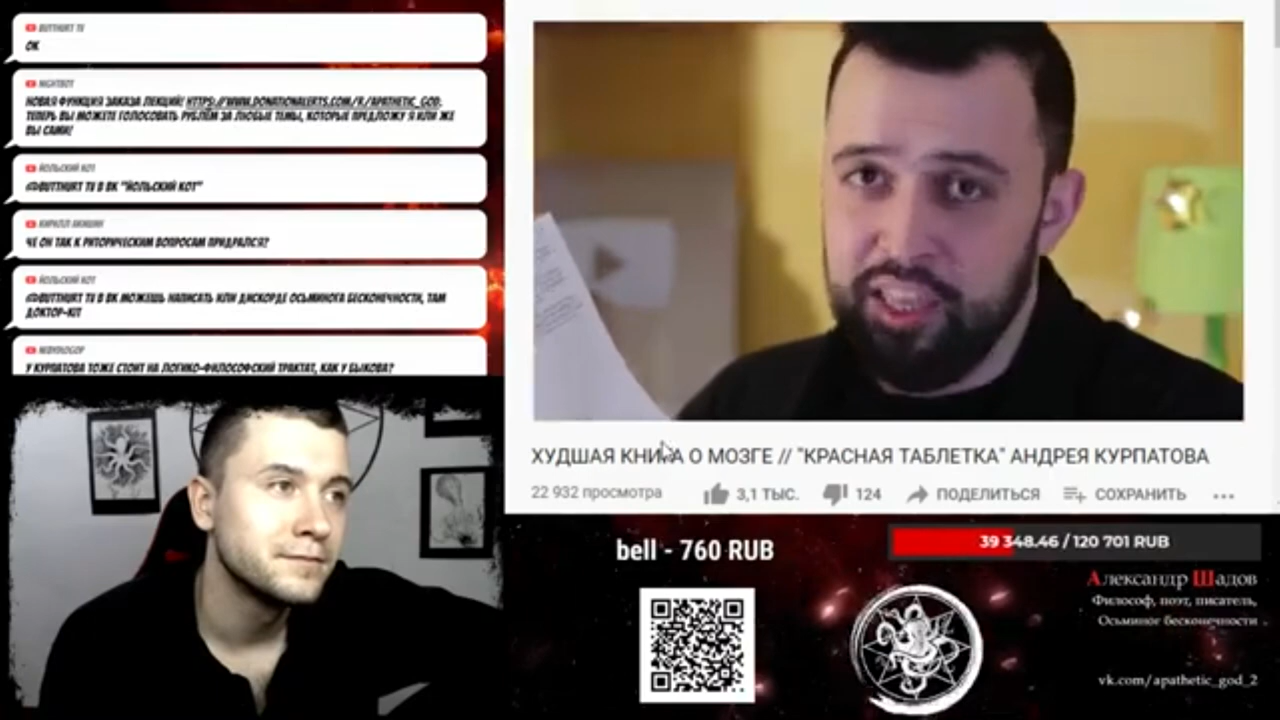 BUTTHURT TV
ОК
NIGHTBOT
НОВАЯ ФУНКЦИЯ ЗАКАЗА ЛЕКЦИЙ! HTTPS://WWW.DONATIONALERTS.COM/R/APATHETIC_GOD.
ТЕПЕРЬ ВЫ МОЖЕТЕ ГОЛОСОВАТЬ РУБЛЁМ ЗА ЛЮБЫЕ ТЕМЫ, КОТОРЫЕ ПРЕДЛОЖУ Я ИЛИ ЖЕ
ВЫ САМИ!
ЙОЛЬСКИЙ КОТ
@BUTTHURT TV В ВК "ЙОЛЬСКИЙ КОТ"
КИРИЛЛ
ЧЕ ОН ТАК К РИТОРИЧЕСКИМ ВОПРОСАМ ПРИДРАЛСЯ?
ЙОЛЬСКИЙ КОТ
@BUTTHURT TV В ВК МОЖЕШЬ НАПИСАТЬ ИЛИ ДИСКОРДЕ ОСЬМИНОГА БЕСКОНЕЧНОСТИ, ТАМ
ДОКТОР-КІТ
У КУРПАТОВА ТОЖЕ СТОИТ НА ЛОГИКО-ФИЛОСОФСКИЙ ТРАКТАТ, КАК У БЫКОВА?
ХУДШАЯ КНИГА О МОЗГЕ // "КРАСНАЯ ТАБЛЕТКА" АНДРЕЯ КУРПАТОВА
22 932 просмотра
3,1 ТЫС.
124
ПОДЕЛИТЬСЯ
СОХРАНИТЬ
bell - 760 RUB
39 348.46 / 120 701 RUB
Александр Шадов
Философ, поэт, писатель,
Осьминог бесконечности
vk.com/apathetic_god_2